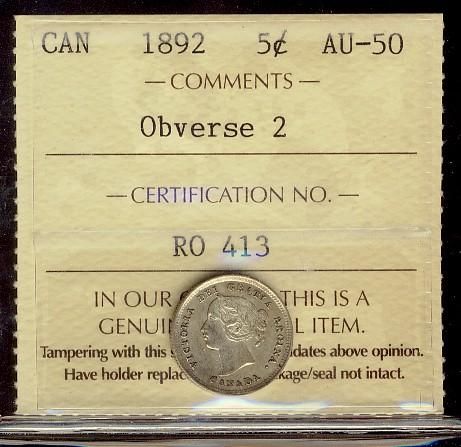 CAN 1892 5¢ AU-50
— COMMENTS —
Obverse 2
— CERTIFICATION NO. —
RO 413
IN OUR THIS IS A
GENUI L ITEM.
Tampering with this s dates above opinion.
Have holder replac kage/seal not intact.
VICTORIA DEI GRATIA REGINA.
CANADA